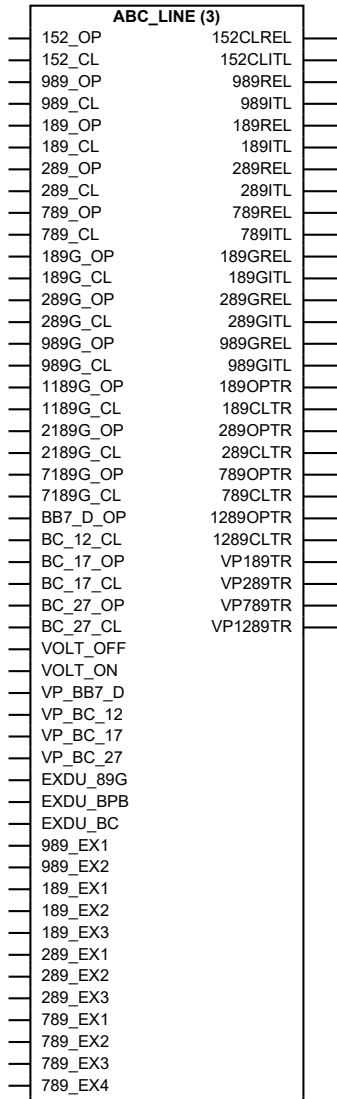 ABC_LINE (3)
152_OP 152CLREL
152_CL 152CLITL
989_OP 989REL
989_CL 989ITL
189_OP 189REL
189_CL 189ITL
289_OP 289REL
289_CL 289ITL
789_OP 789REL
789_CL 789ITL
189G_OP 189GREL
189G_CL 189GITL
289G_OP 289GREL
289G_CL 289GITL
989G_OP 989GREL
989G_CL 989GITL
1189G_OP 189OPTR
1189G_CL 189CLTR
2189G_OP 289OPTR
2189G_CL 289CLTR
7189G_OP 789OPTR
7189G_CL 789CLTR
BB7_D_OP 1289OPTR
BC_12_CL 1289CLTR
BC_17_OP VP189TR
BC_17_CL VP289TR
BC_27_OP VP789TR
BC_27_CL VP1289TR
VOLT_OFF
VOLT_ON
VP_BB7_D
VP_BC_12
VP_BC_17
VP_BC_27
EXDU_89G
EXDU_BPB
EXDU_BC
989_EX1
989_EX2
189_EX1
189_EX2
189_EX3
289_EX1
289_EX2
289_EX3
789_EX1
789_EX2
789_EX3
789_EX4